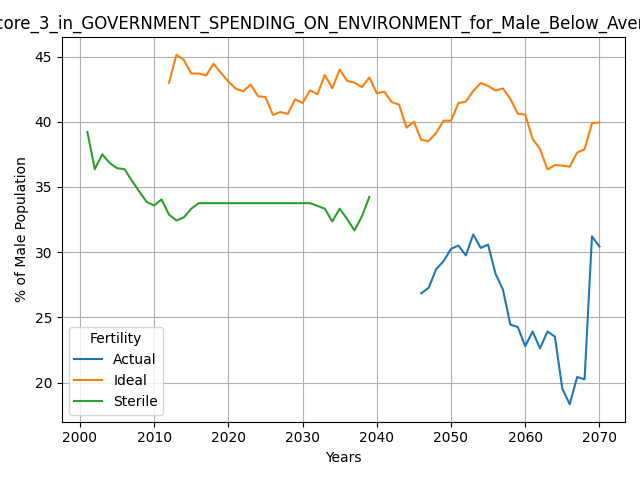 core_3_in_GOVERNMENT_SPENDING_ON_ENVIRONMENT_for_Male_Below_Aver
45
40
35
30
25
20
% of Male Population
Fertility
Actual
Ideal
Sterile
2000 2010 2020 2030 2040 2050 2060 2070
Years